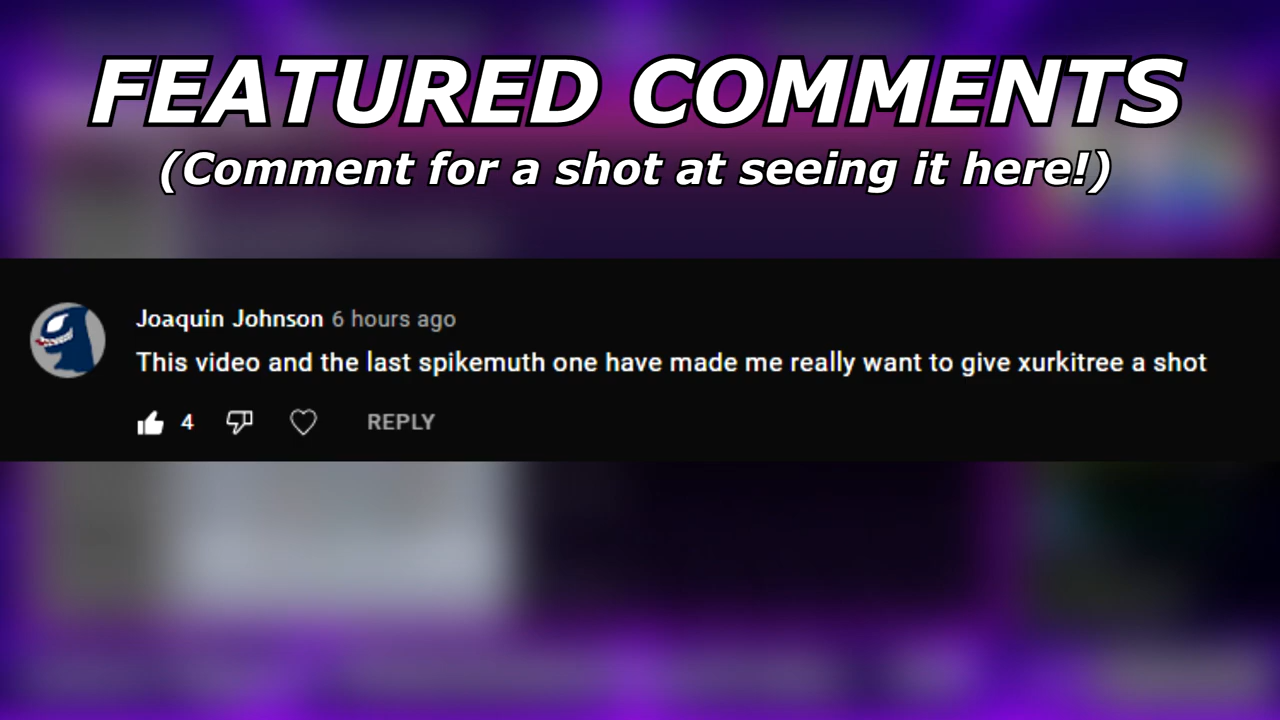 FEATURED COMMENTS
(Comment for a shot at seeing it here!)
Joaquin Johnson 6 hours ago
This video and the last spikemuth one have made me really want to give xurkitree a shot
4 REPLY